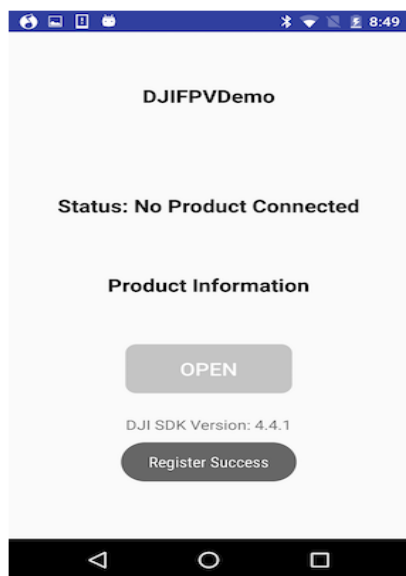 8:49
DJIFPVDemo
Status: No Product Connected
Product Information
OPEN
DJI SDK Version: 4.4.1
Register Success